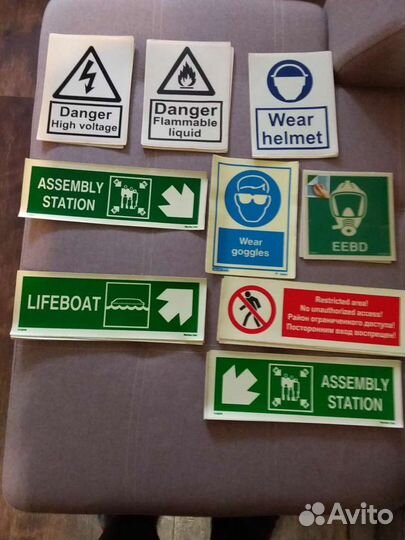 Danger
High voltage
Danger
Flammable
liquid
Wear
helmet
ASSEMBLY
STATION
Wear
goggles
EEBD
LIFEBOAT
Restricted area!
No unauthorized access!
Район ограниченного доступа!
Посторонним вход воспрещен!
ASSEMBLY
STATION
Avito